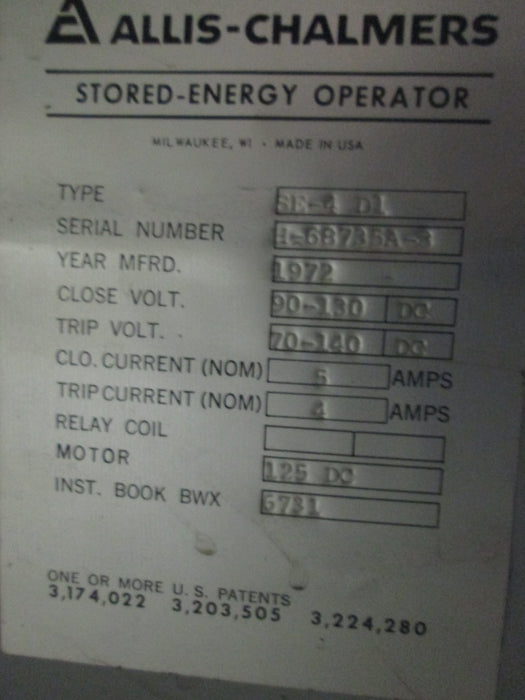 ALLIS-CHALMERS
STORED-ENERGY OPERATOR
MILWAUKEE, WI · MADE IN USA
TYPE SE-4 D1
SERIAL NUMBER
YEAR MFRD. 1972
CLOSE VOLT. 90-130 DC
TRIP VOLT. 70-140 DC
CLO. CURRENT (NOM) 5 AMPS
TRIP CURRENT (NOM) 4 AMPS
RELAY COIL
MOTOR 125 DC
INST. BOOK BWX 6731
ONE OR MORE U.S. PATENTS
3,174,022 3,203,505 3,224,280